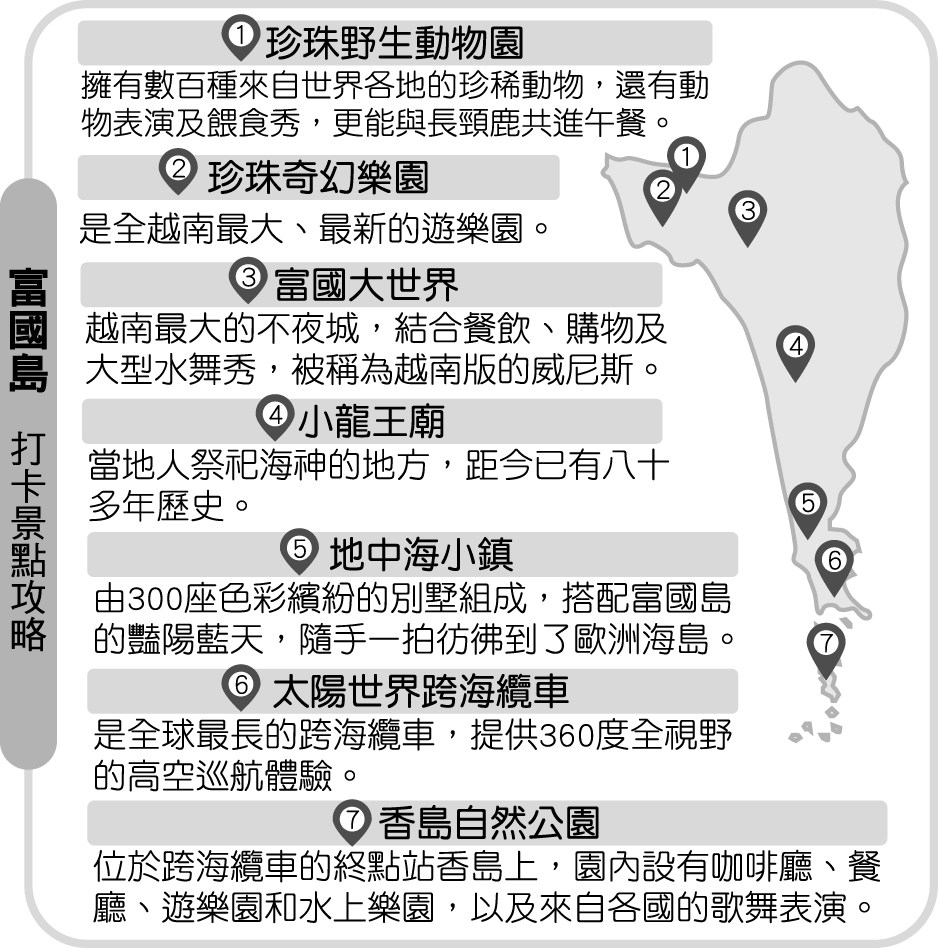 富國島 打卡景點攻略
1 珍珠野生動物園
擁有數百種來自世界各地的珍稀動物，還有動
物表演及餵食秀，更能與長頸鹿共進午餐。
2 珍珠奇幻樂園
是全越南最大、最新的遊樂園。
3 富國大世界
越南最大的不夜城，結合餐飲、購物及
大型水舞秀，被稱為越南版的威尼斯。
4 小龍王廟
當地人祭祀海神的地方，距今已有八十
多年歷史。
5 地中海小鎮
由300座色彩繽紛的別墅組成，搭配富國島
的豔陽藍天，隨手一拍彷彿到了歐洲海島。
6 太陽世界跨海纜車
是全球最長的跨海纜車，提供360度全視野
的高空巡航體驗。
7 香島自然公園
位於跨海纜車的終點站香島上，園內設有咖啡廳、餐
廳、遊樂園和水上樂園，以及來自各國的歌舞表演。
1
2
3
4
5
6
7